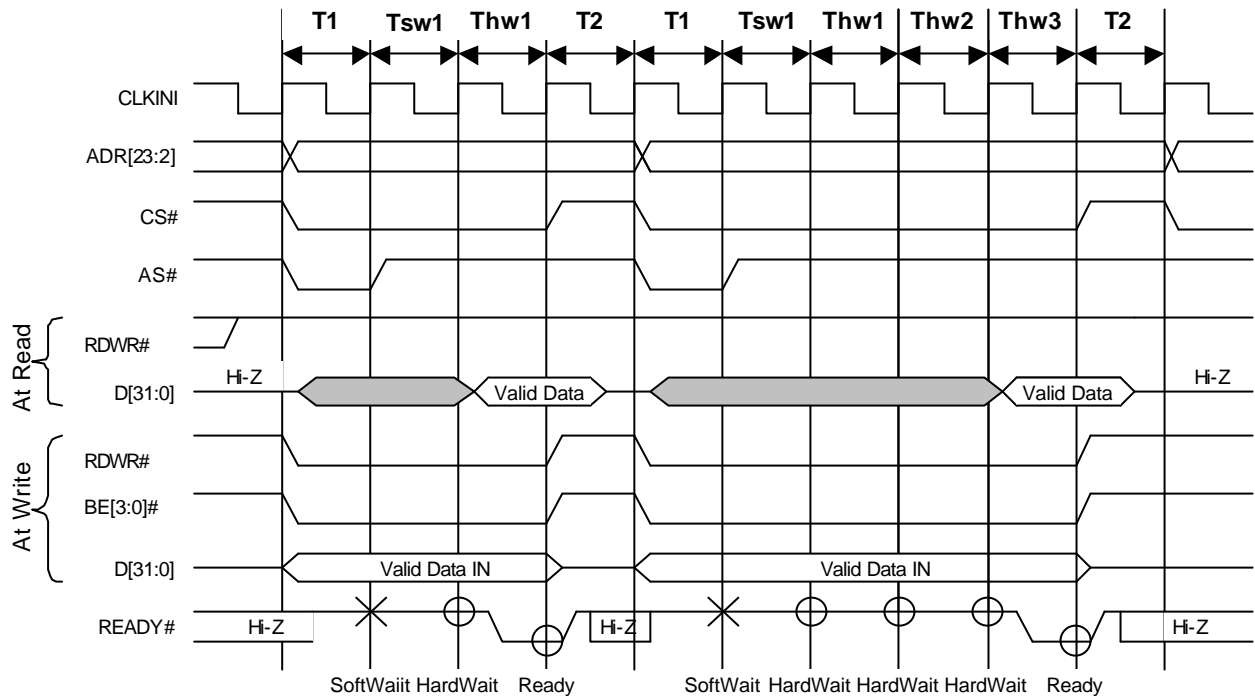 T1 Tsw1 Thw1 T2 T1 Tsw1 Thw1 Thw2 Thw3 T2
CLKINI
ADR[23:2]
CS#
AS#
At Read
RDWR#
Hi-Z
D[31:0]
Valid Data
Valid Data
Hi-Z
At Write
RDWR#
BE[3:0]#
D[31:0]
Valid Data IN
Valid Data IN
READY#
Hi-Z
Hi-Z
Hi-Z
SoftWaiit HardWait Ready SoftWait HardWait HardWait HardWait Ready